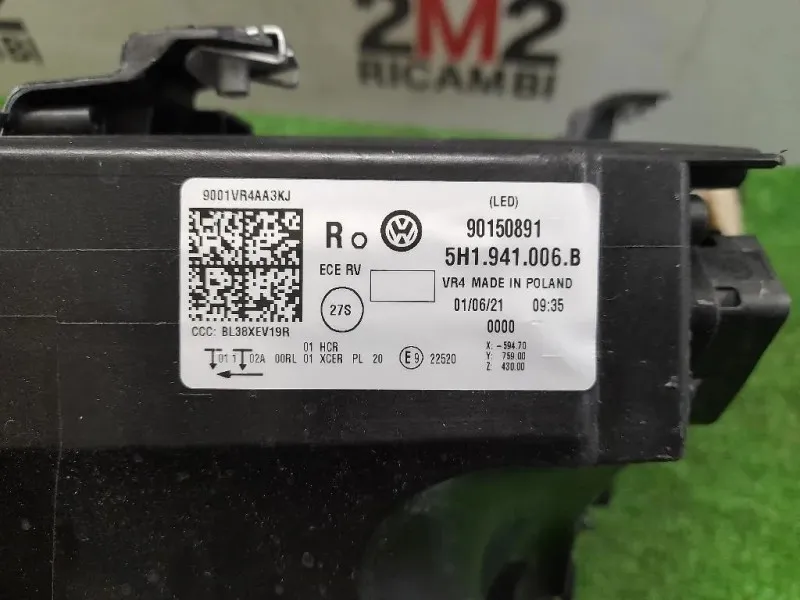 2M2
RICAMBI
9001VR4AA3KJ
(LED)
R
90150891
5H1.941.006.B
ECE RV
VR4 MADE IN POLAND
27S
01/06/21 09:35
0000
CCC: BL38XEV19R
X: -594.70
Y: 759.00
Z: 430.00
01 HCR
01 1 02A 00RL 01 XCER PL 20 E9 22520